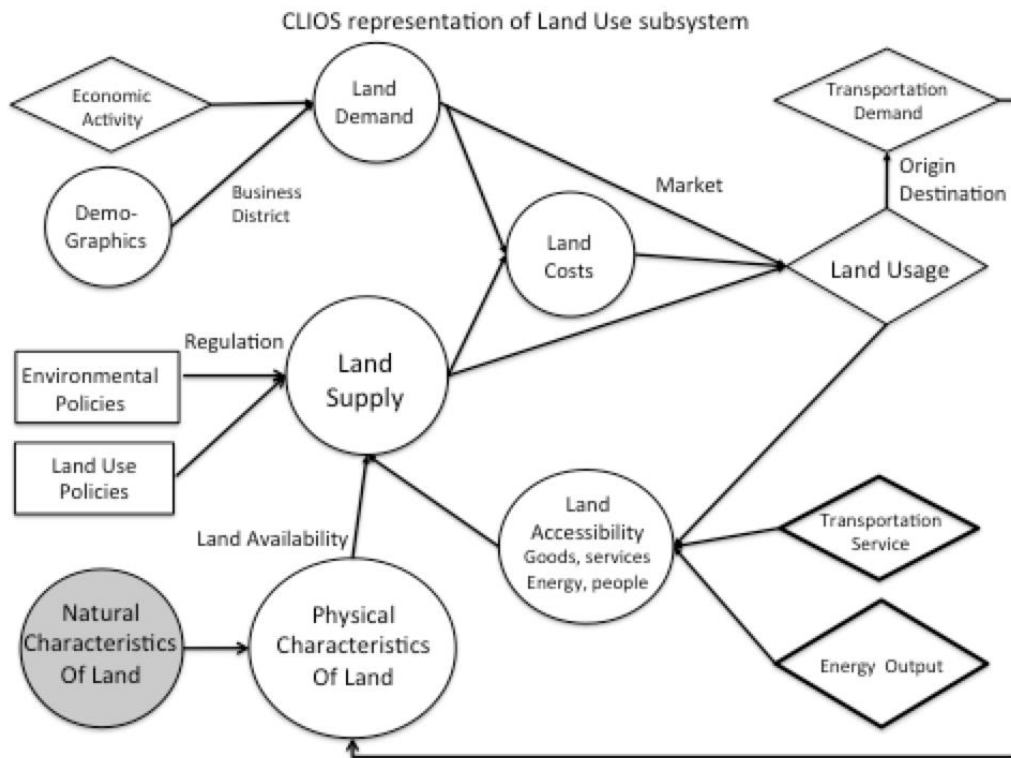 CLIOS representation of Land Use subsystem
Economic
Activity
Land
Demand
Transportation
Demand
Demo-
Graphics
Business
District
Market
Origin
Destination
Land
Costs
Land Usage
Regulation
Environmental
Policies
Land
Supply
Land Use
Policies
Land Availability
Land
Accessibility
Goods, services
Energy, people
Transportation
Service
Natural
Characteristics
Of Land
Physical
Characteristics
Of Land
Energy Output